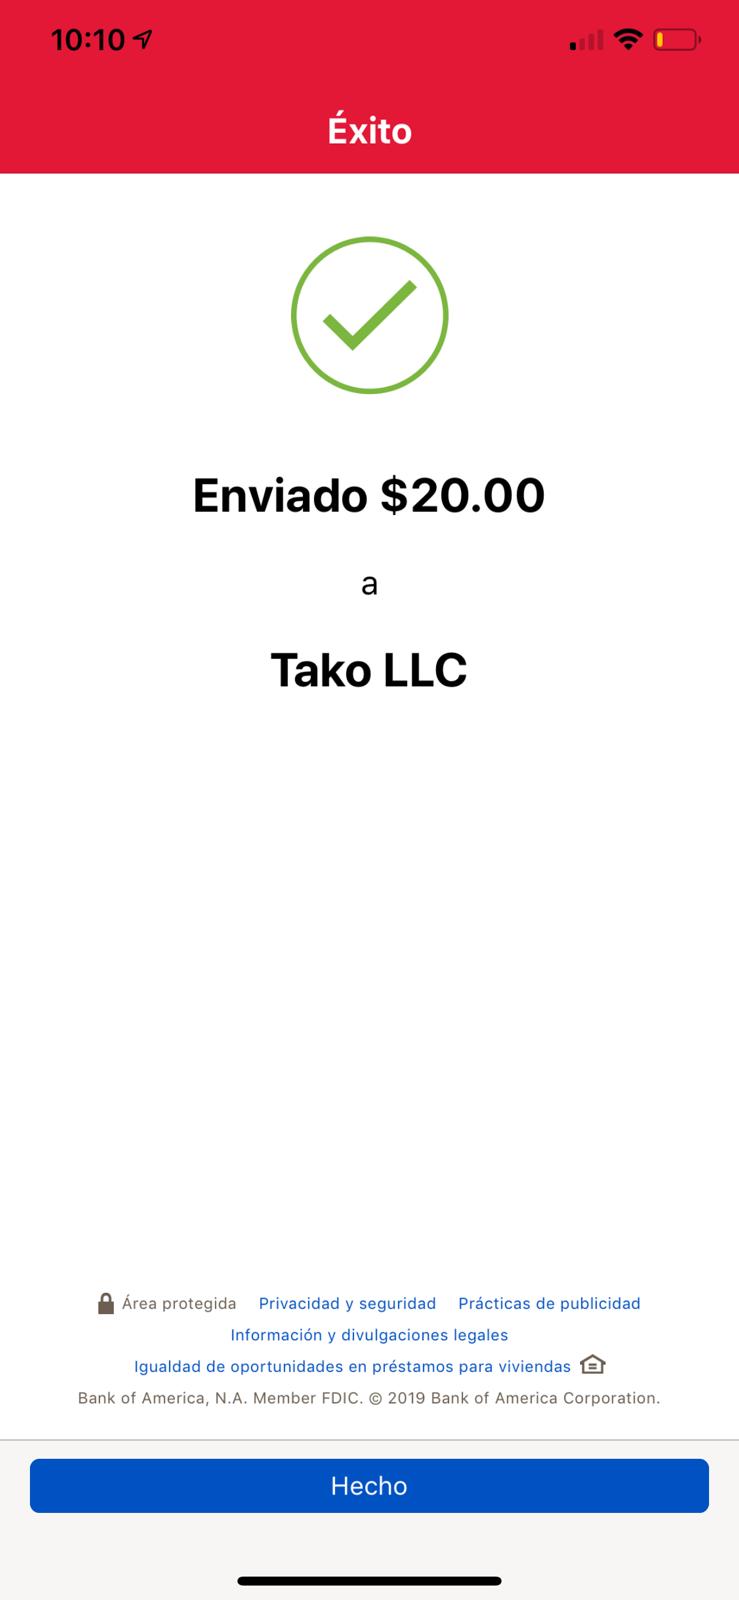 10:10
Éxito
Enviado $20.00
a
Tako LLC
Área protegida Privacidad y seguridad Prácticas de publicidad
Información y divulgaciones legales
Igualdad de oportunidades en préstamos para viviendas
Bank of America, N.A. Member FDIC. © 2019 Bank of America Corporation.
Hecho